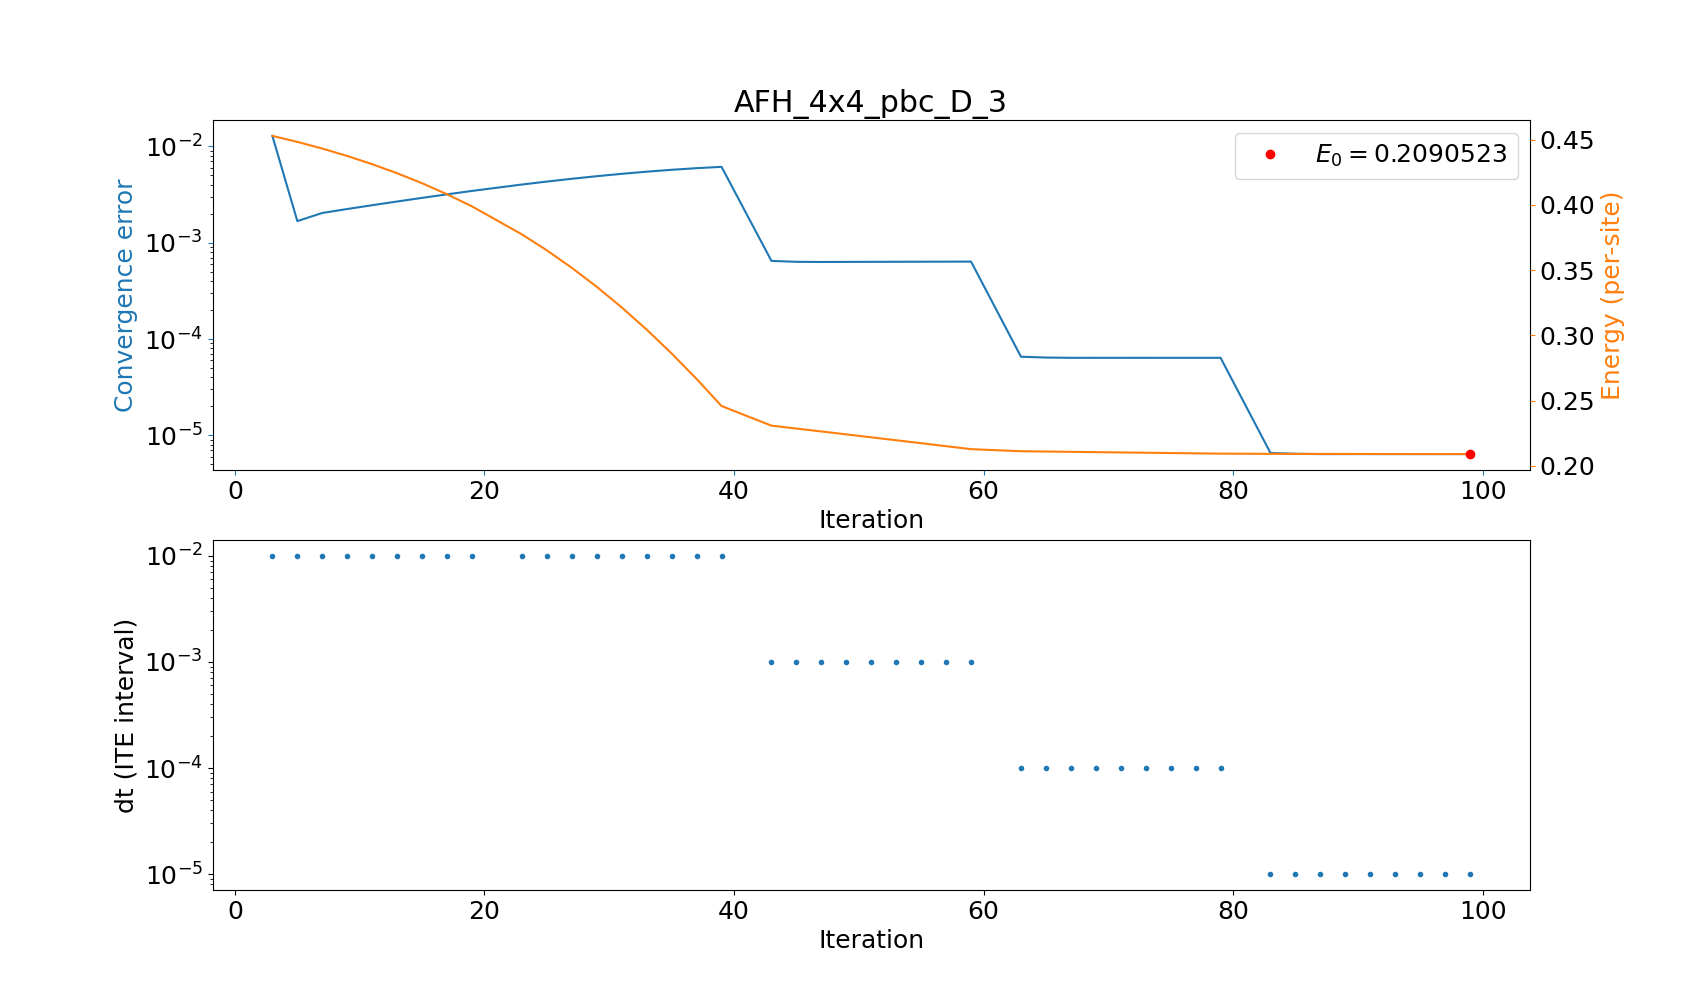 AFH_4x4_pbc_D_3
Convergence error
10⁻²
10⁻³
10⁻⁴
10⁻⁵
E₀ = 0.2090523
0.45
0.40
0.35
0.30
0.25
0.20
Energy (per-site)
0 20 40 60 80 100
Iteration
dt (ITE interval)
10⁻²
10⁻³
10⁻⁴
10⁻⁵
0 20 40 60 80 100
Iteration